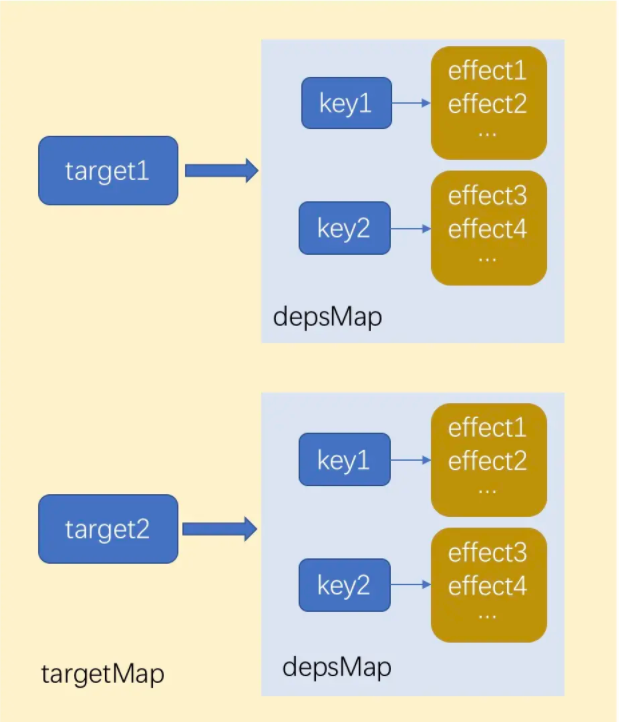 target1
key1
effect1
effect2
...
key2
effect3
effect4
...
depsMap
target2
key1
effect1
effect2
...
key2
effect3
effect4
...
depsMap
targetMap